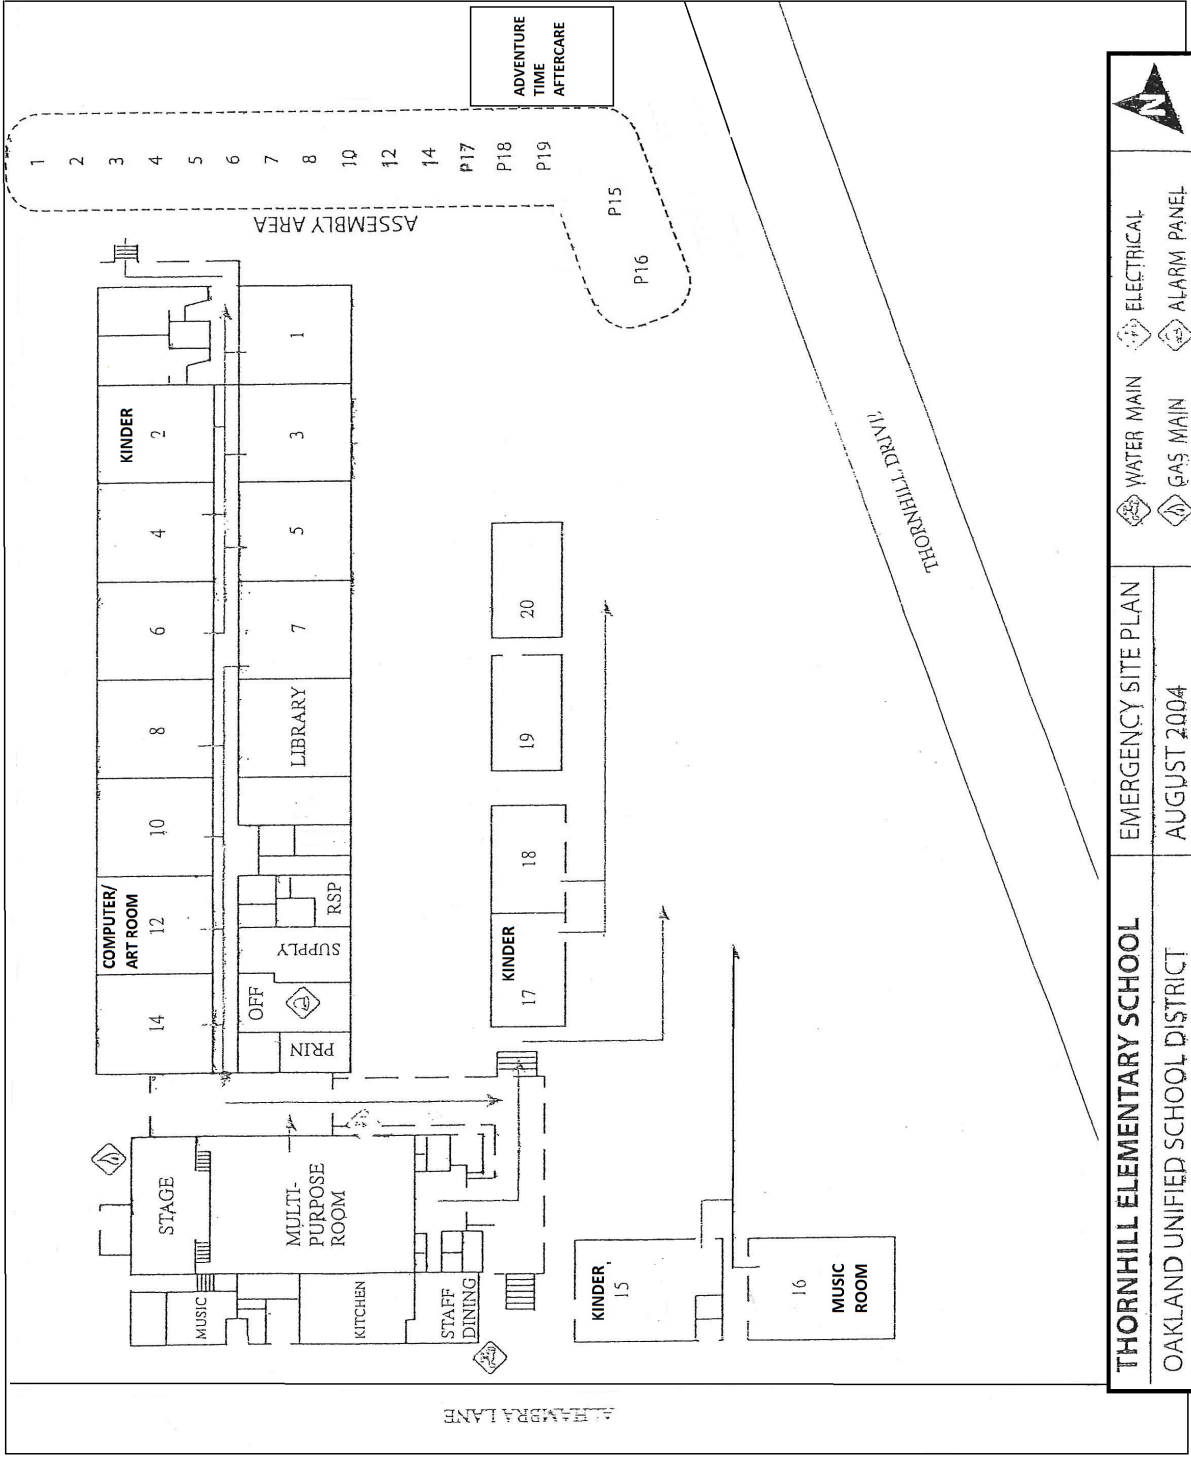 ADVENTURE
TIME
AFTERCARE
1
2
3
4
5
6
7
8
10
12
14
P17
P18
P19
P15
P16
ASSEMBLY AREA
KINDER
2
4
6
8
10
COMPUTER/
ART ROOM
12
14
1
3
5
7
LIBRARY
RSP
SUPPLY
OFF
PRIN
20
19
18
KINDER
17
STAGE
MULTI-
PURPOSE
ROOM
MUSIC
KITCHEN
STAFF
DINING
KINDER
15
16
MUSIC
ROOM
THORNHILL DRIVE
ALHAMBRA LANE
THORNHILL ELEMENTARY SCHOOL
OAKLAND UNIFIED SCHOOL DISTRICT
EMERGENCY SITE PLAN
AUGUST 2004
WATER MAIN
ELECTRICAL
GAS MAIN
ALARM PANEL
N